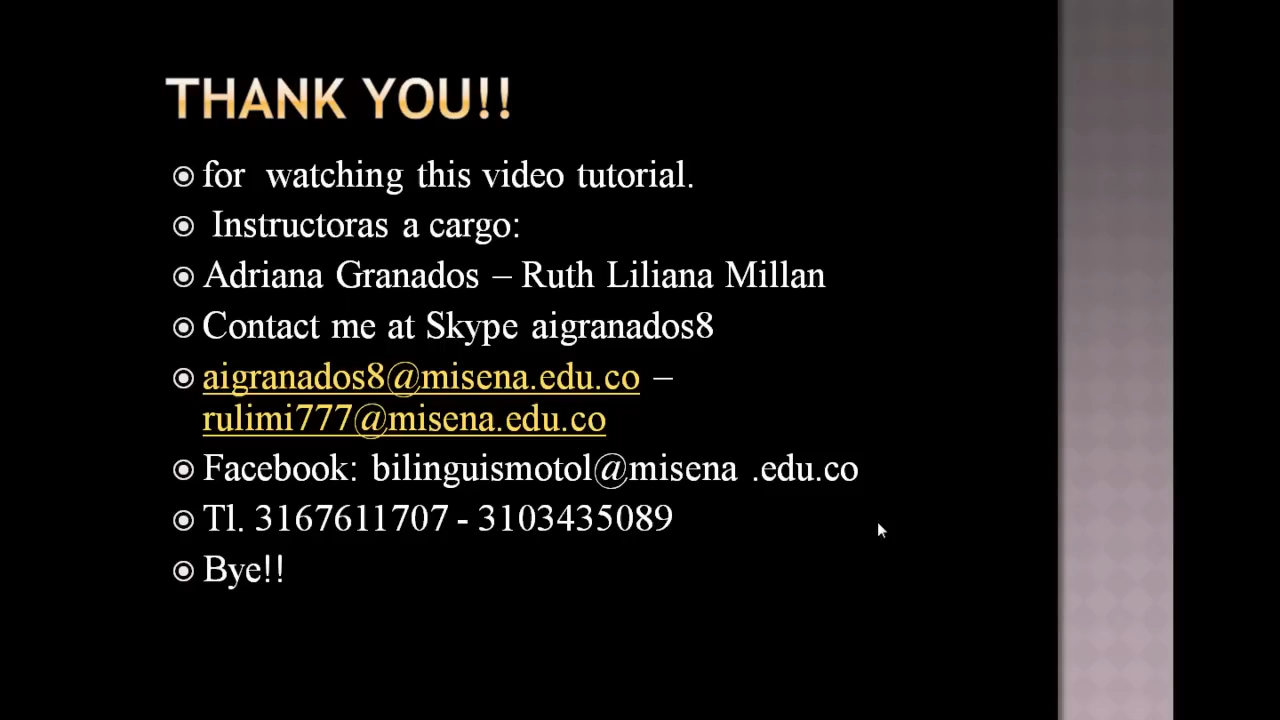 THANK YOU!!
for watching this video tutorial.
Instructoras a cargo:
Adriana Granados – Ruth Liliana Millan
Contact me at Skype aigranados8
aigranados8@misena.edu.co –
rulimi777@misena.edu.co
Facebook: bilinguismotol@misena .edu.co
Tl. 3167611707 - 3103435089
Bye!!